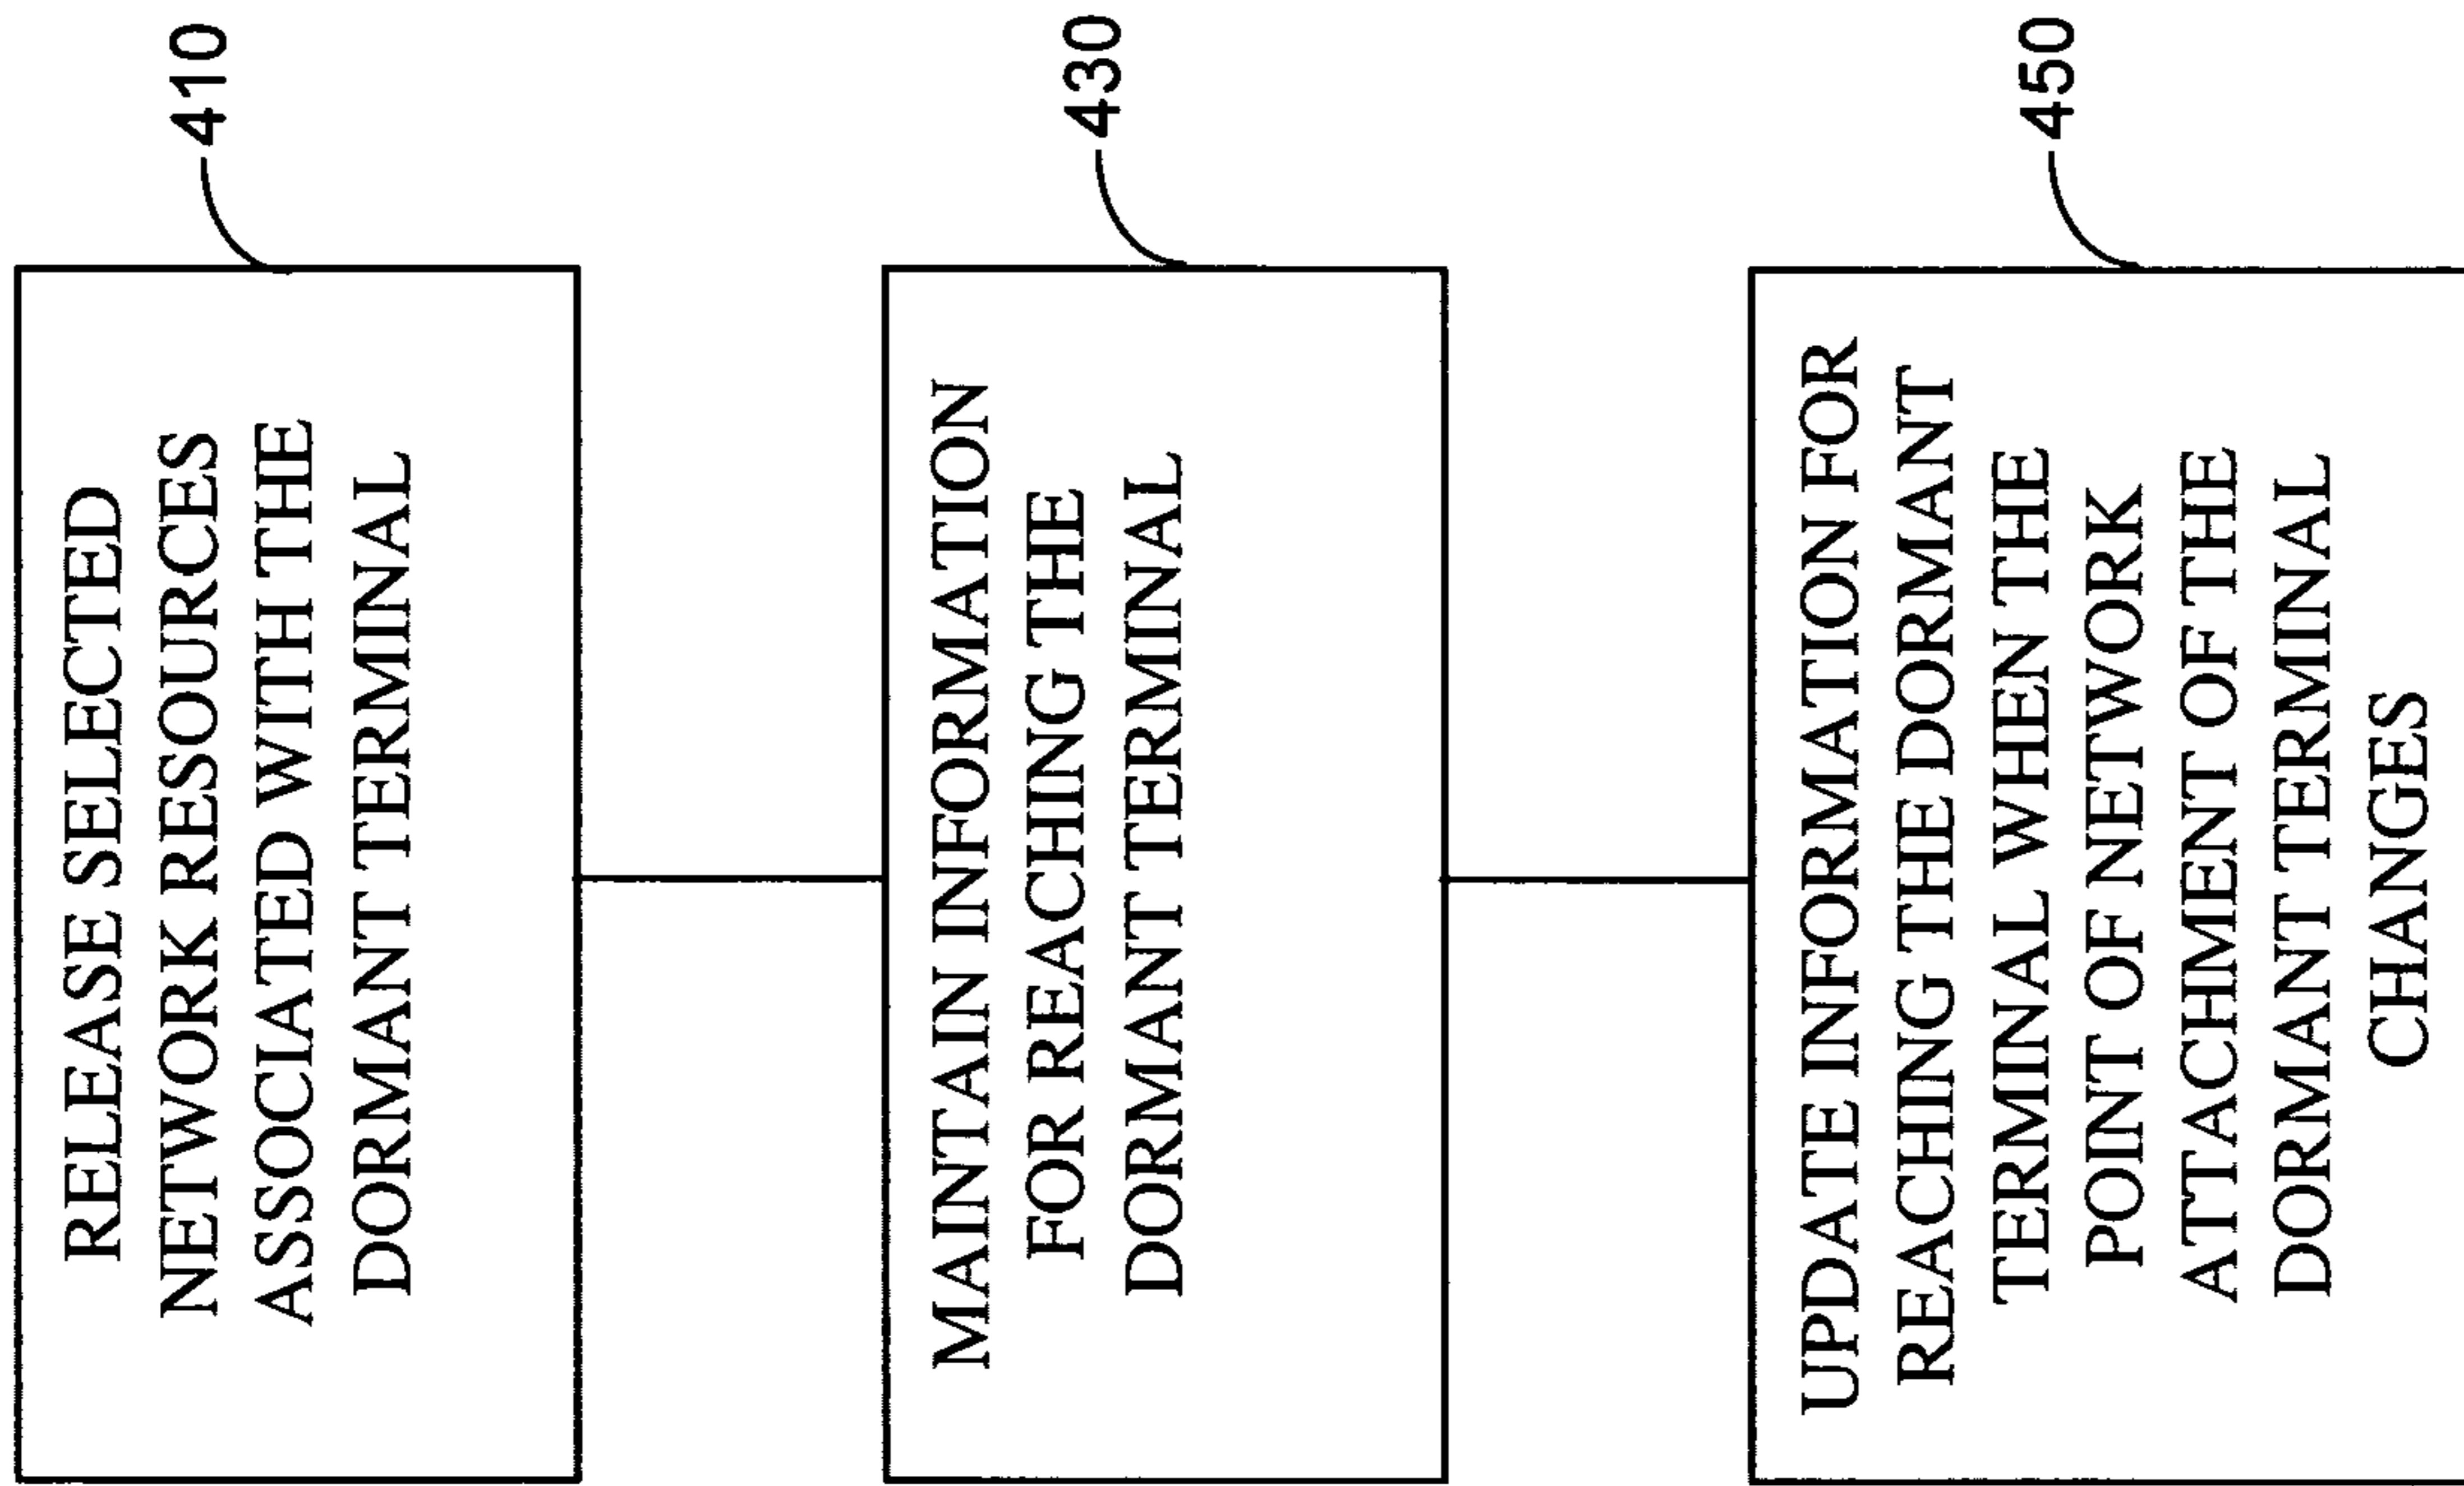 RELEASE SELECTED
NETWORK RESOURCES
ASSOCIATED WITH THE
DORMANT TERMINAL
410
MAINTAIN INFORMATION
FOR REACHING THE
DORMANT TERMINAL
430
UPDATE INFORMATION FOR
REACHING THE DORMANT
TERMINAL WHEN THE
POINT OF NETWORK
ATTACHMENT OF THE
DORMANT TERMINAL
CHANGES
450